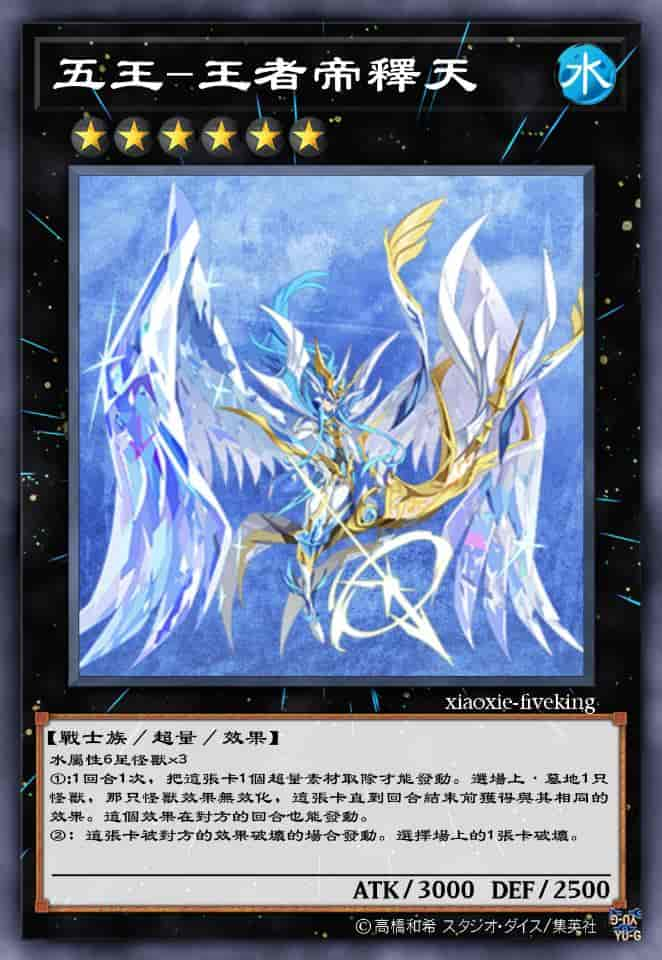 五王-王者帝釋天
水
xiaoxie-fiveking
【戰士族／超量／效果】
水屬性6星怪獸×3
①:1回合1次，把這張卡1個超量素材取除才能發動。選場上·墓地1只
怪獸，那只怪獸效果無效化，這張卡直到回合結束前獲得與其相同的
效果。這個效果在對方的回合也能發動。
②：這張卡被對方的效果破壞的場合發動。選擇場上的1張卡破壞。
ATK/3000 DEF/2500
©高橋和希 スタジオ·ダイス/集英社